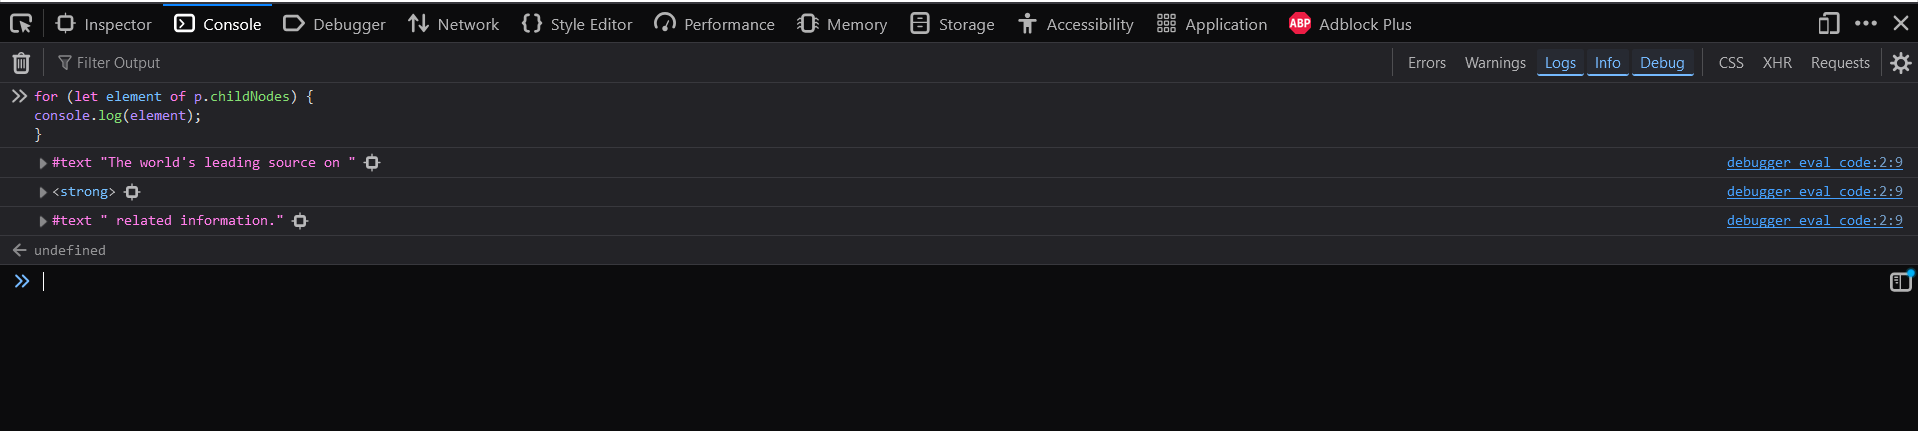 Inspector Console Debugger Network {} Style Editor Performance Memory Storage Accessibility Application ABP Adblock Plus
Filter Output Errors Warnings Logs Info Debug CSS XHR Requests
for (let element of p.childNodes) {
console.log(element);
}
#text "The world's leading source on " debugger eval code:2:9
<strong> debugger eval code:2:9
#text " related information." debugger eval code:2:9
undefined